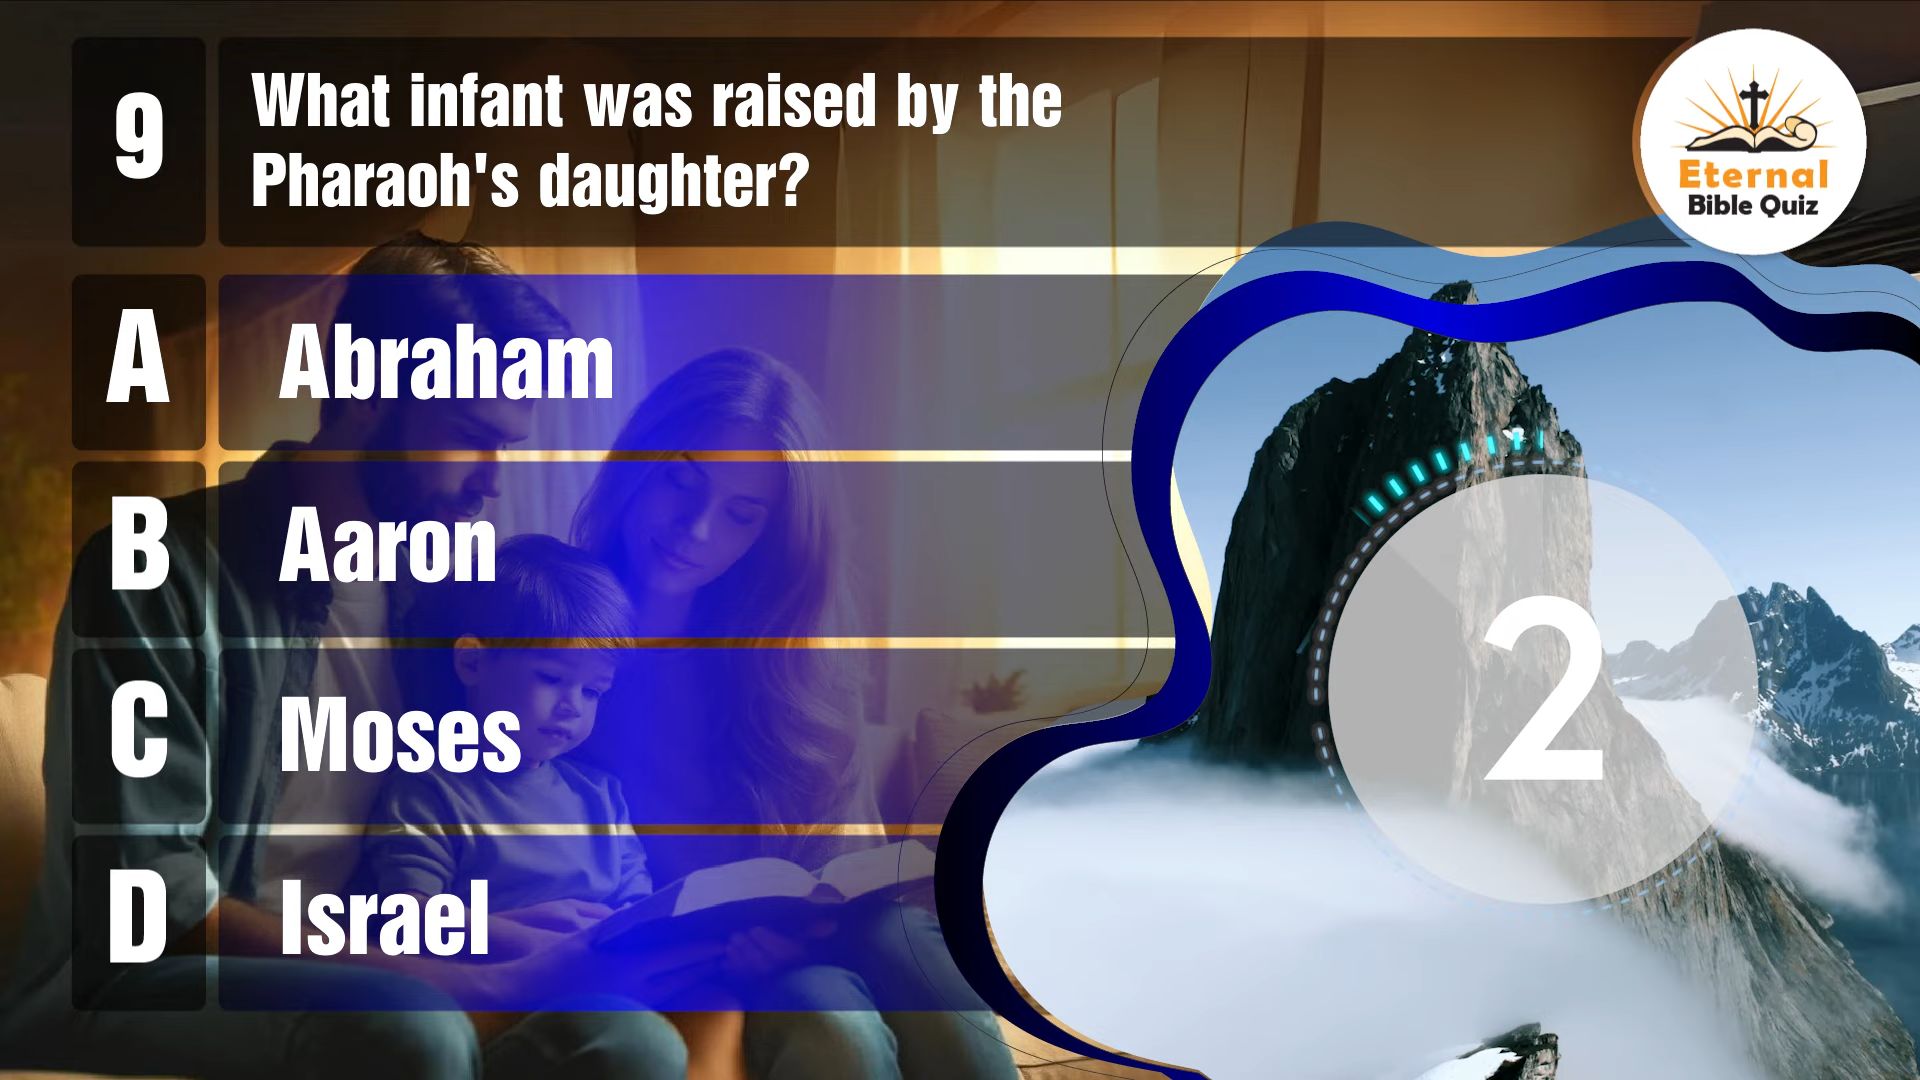 9
What infant was raised by the
Pharaoh's daughter?
Eternal
Bible Quiz
A
Abraham
B
Aaron
C
Moses
D
Israel
2